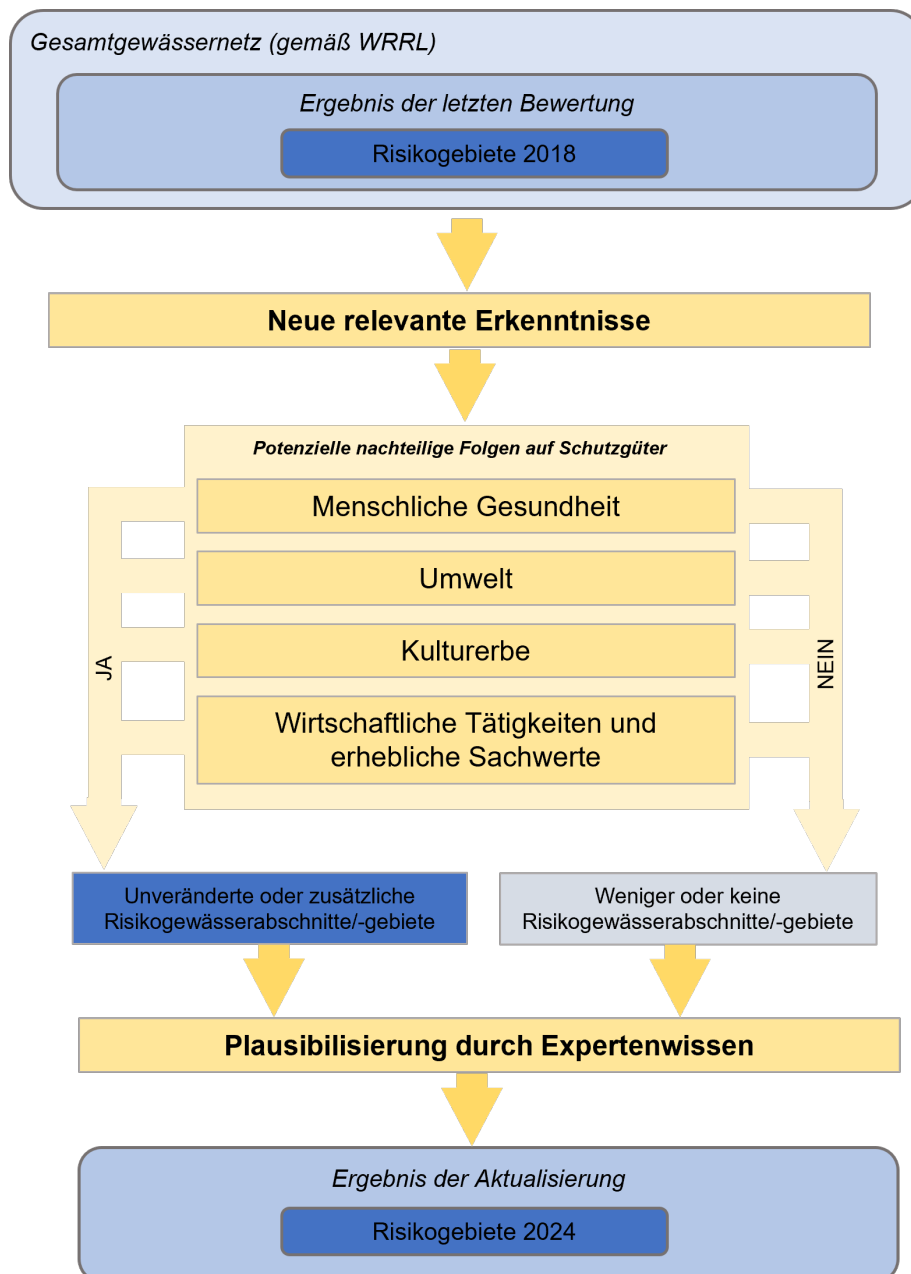 Gesamtgewässernetz (gemäß WRRL)
Ergebnis der letzten Bewertung
Risikogebiete 2018
Neue relevante Erkenntnisse
Potenzielle nachteilige Folgen auf Schutzgüter
Menschliche Gesundheit
Umwelt
Kulturerbe
Wirtschaftliche Tätigkeiten und
erhebliche Sachwerte
JA
NEIN
Unveränderte oder zusätzliche
Risikogewässerabschnitte/-gebiete
Weniger oder keine
Risikogewässerabschnitte/-gebiete
Plausibilisierung durch Expertenwissen
Ergebnis der Aktualisierung
Risikogebiete 2024